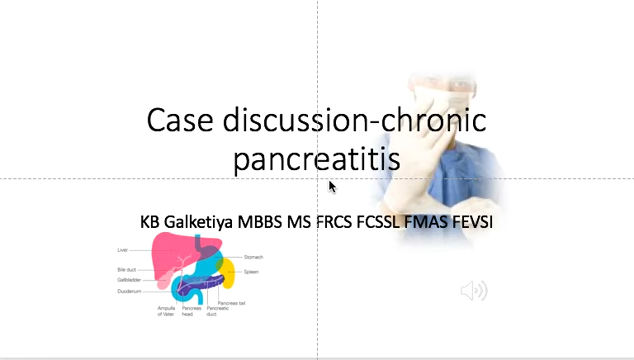 Case discussion-chronic
pancreatitis
KB Galketiya MBBS MS FRCS FCSSL FMAS FEVSI
Liver
Bile duct
Gallbladder
Duodenum
Stomach
Spleen
Ampulla
of Vater
Pancreas
head
Pancreatic
duct
Pancreas tail